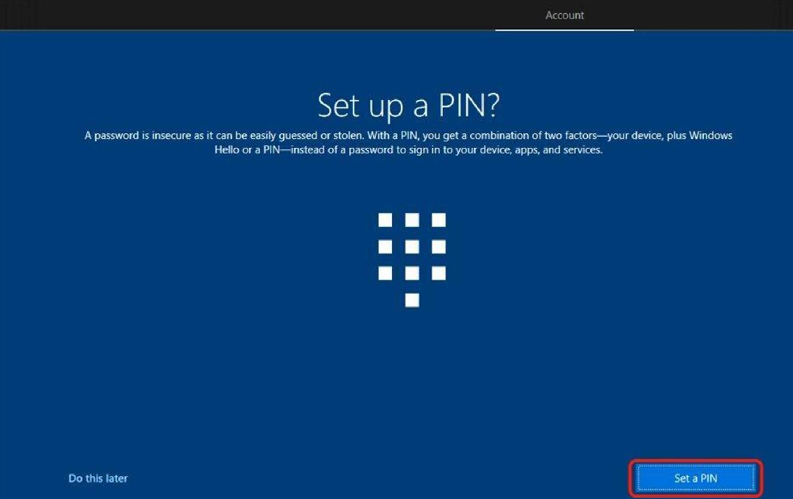 Account
Set up a PIN?
A password is insecure as it can be easily guessed or stolen. With a PIN, you get a combination of two factors—your device, plus Windows
Hello or a PIN—instead of a password to sign in to your device, apps, and services.
Do this later
Set a PIN